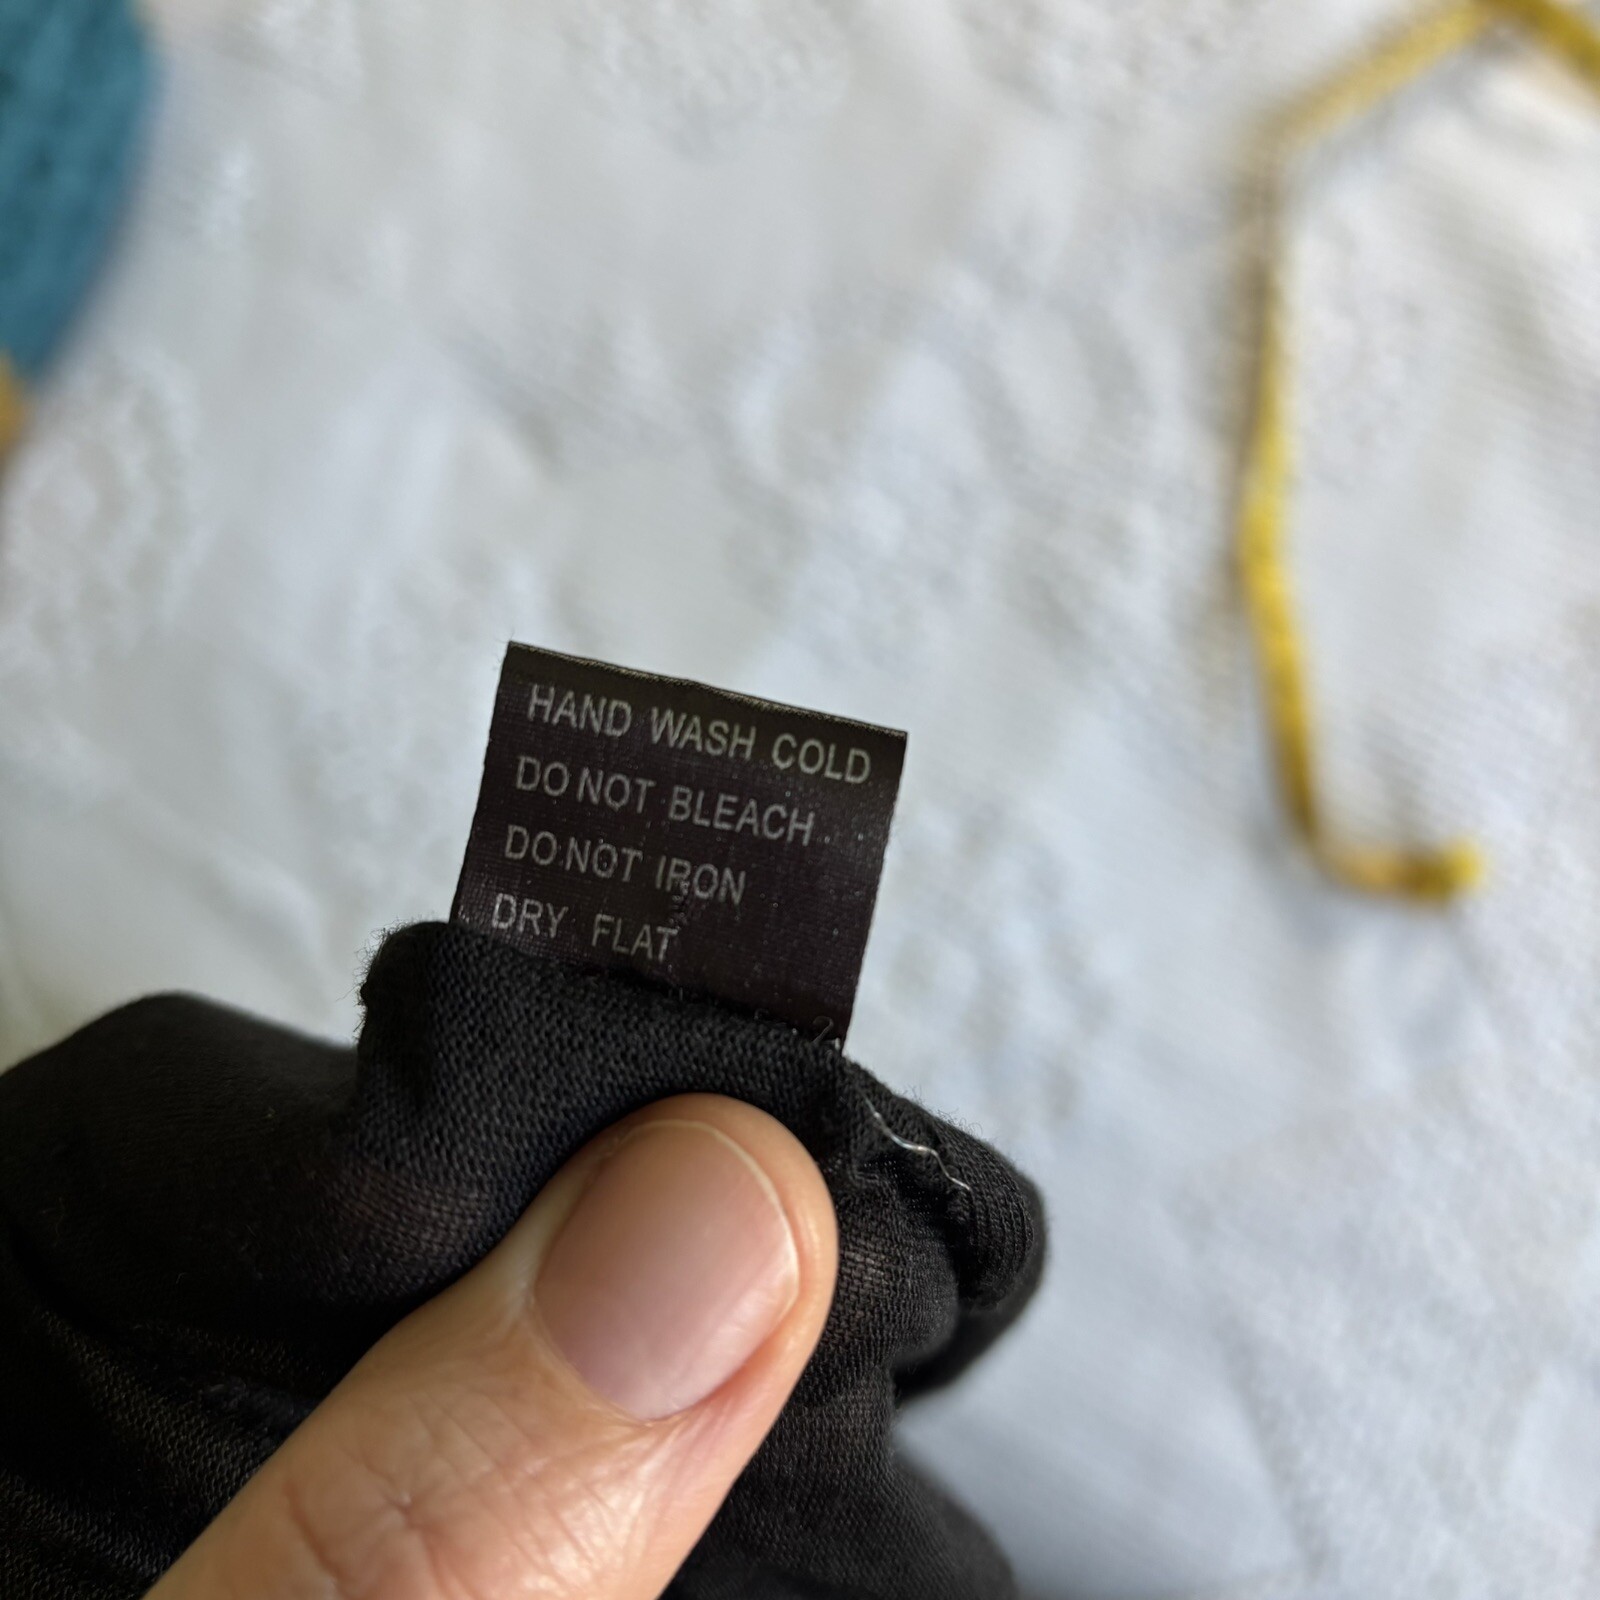 HAND WASH COLD
DO NOT BLEACH
DO NOT IRON
DRY FLAT